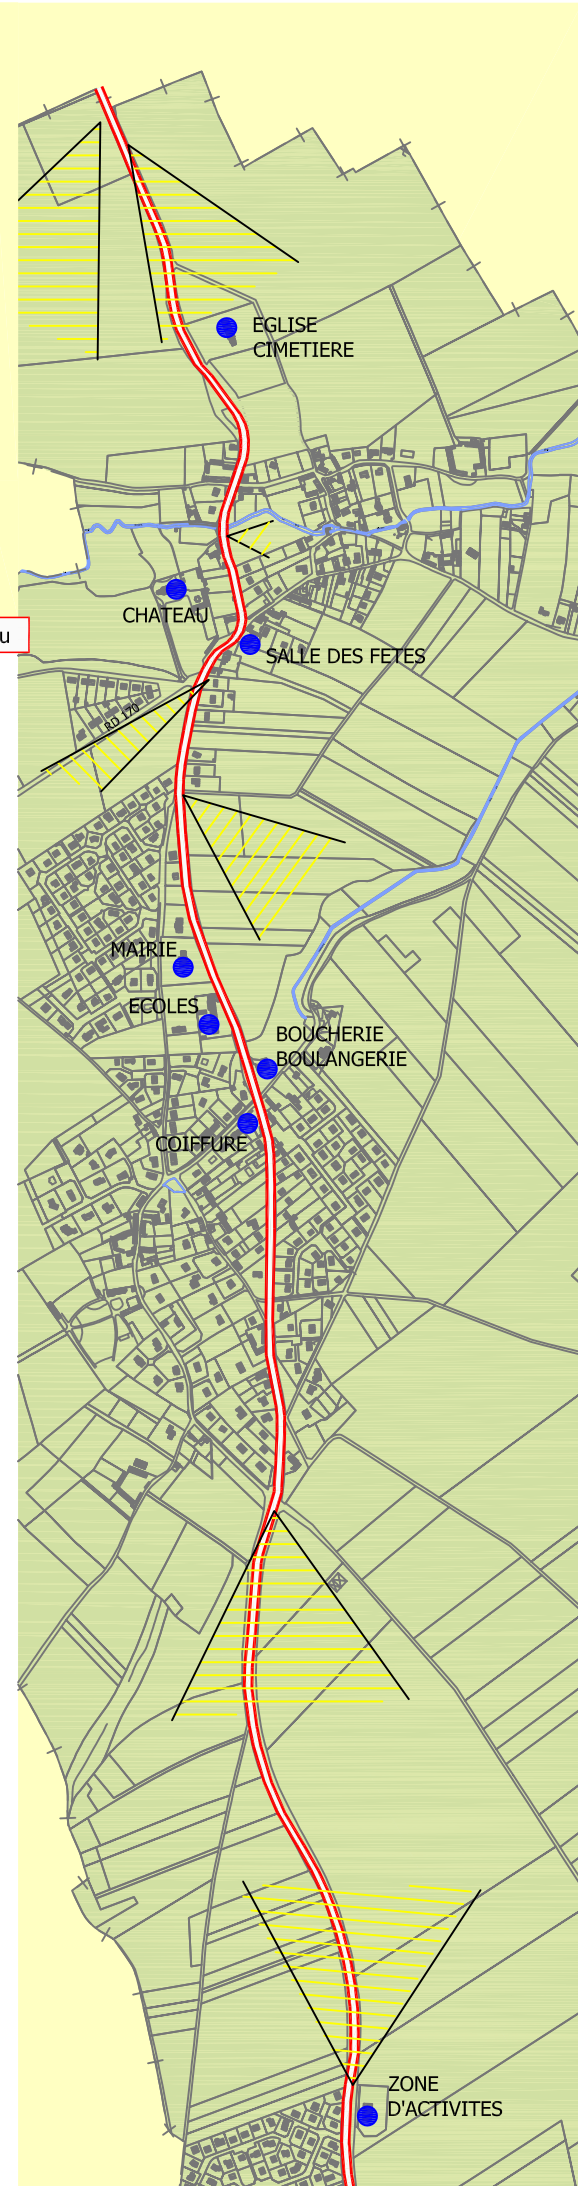 EGLISE
CIMETIERE
CHATEAU
u
SALLE DES FETES
RD 170
MAIRIE
ECOLES
BOUCHERIE
BOULANGERIE
COIFFURE
ZONE
D'ACTIVITES